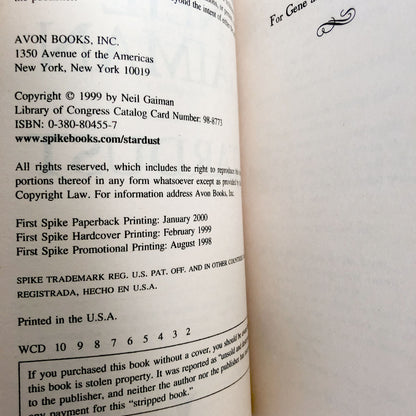 beyond the intent of
AVON BOOKS, INC.
1350 Avenue of the Americas
New York, New York 10019
Copyright © 1999 by Neil Gaiman
Library of Congress Catalog Card Number: 98-8773
ISBN: 0-380-80455-7
www.spikebooks.com/stardust
All rights reserved, which includes the right to reproduce this
portions thereof in any form whatsoever except as provided
Copyright Law. For information address Avon Books, Inc.
First Spike Paperback Printing: January 2000
First Spike Hardcover Printing: February 1999
First Spike Promotional Printing: August 1998
SPIKE TRADEMARK REG. U.S. PAT. OFF. AND IN OTHER
REGISTRADA, HECHO EN U.S.A.
Printed in the U.S.A.
WCD 10 9 8 7 6 5 4 3 2
If you purchased this book without a cover, you should be
this book is stolen property. It was reported as "unsold and
to the publisher, and neither the author nor the publisher
any payment for this "stripped book."
For Gene